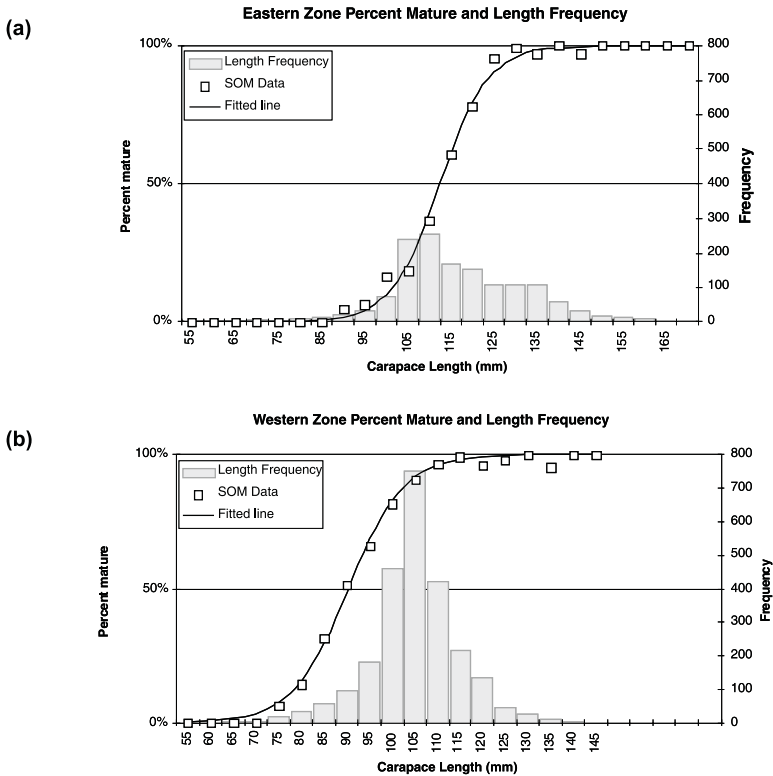 (a)
Eastern Zone Percent Mature and Length Frequency
Length Frequency
SOM Data
Fitted line
100%
50%
0%
Percent mature
800
700
600
500
400
300
200
100
0
Frequency
55 65 75 85 95 105 115 125 135 145 155 165
Carapace Length (mm)
(b)
Western Zone Percent Mature and Length Frequency
Length Frequency
SOM Data
Fitted line
100%
50%
0%
Percent mature
800
700
600
500
400
300
200
100
0
Frequency
55 60 65 70 75 80 85 90 95 100 105 110 115 120 125 130 135 140 145
Carapace Length (mm)